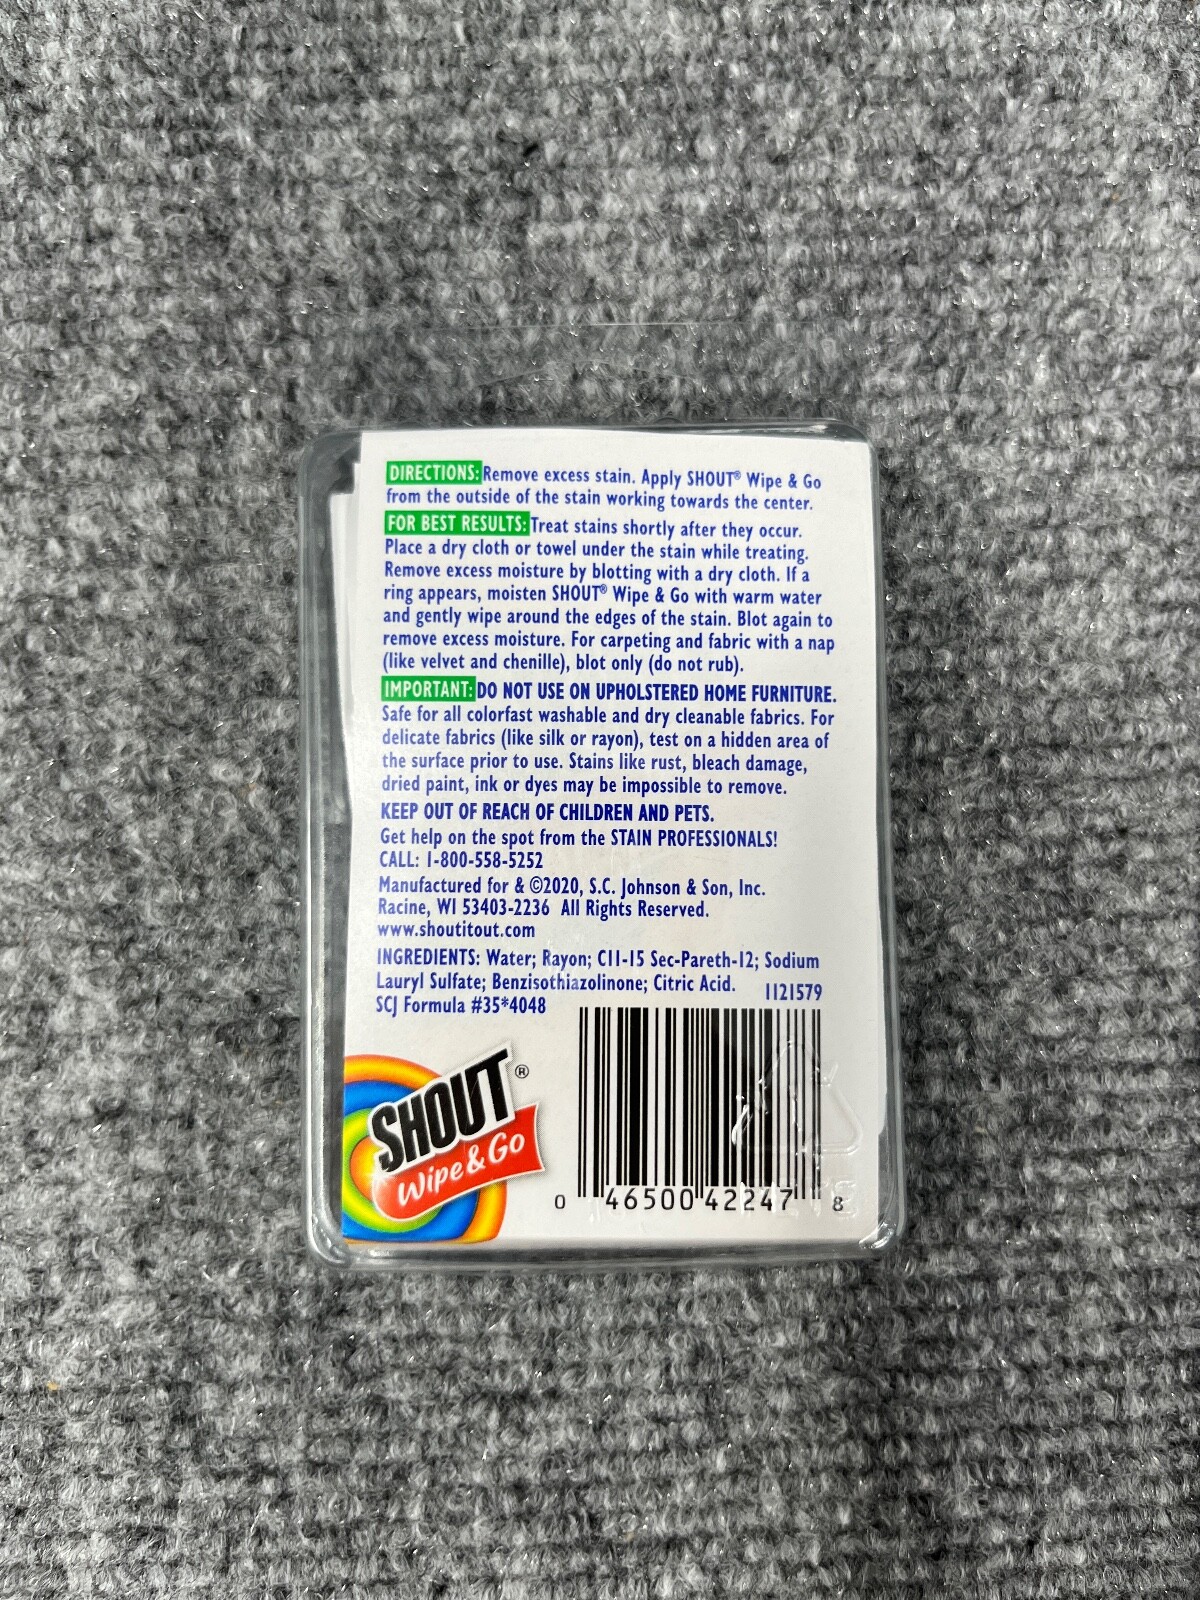 DIRECTIONS: Remove excess stain. Apply SHOUT® Wipe & Go
from the outside of the stain working towards the center.
FOR BEST RESULTS: Treat stains shortly after they occur.
Place a dry cloth or towel under the stain while treating.
Remove excess moisture by blotting with a dry cloth. If a
ring appears, moisten SHOUT® Wipe & Go with warm water
and gently wipe around the edges of the stain. Blot again to
remove excess moisture. For carpeting and fabric with a nap
(like velvet and chenille), blot only (do not rub).
IMPORTANT: DO NOT USE ON UPHOLSTERED HOME FURNITURE.
Safe for all colorfast washable and dry cleanable fabrics. For
delicate fabrics (like silk or rayon), test on a hidden area of
the surface prior to use. Stains like rust, bleach damage,
dried paint, ink or dyes may be impossible to remove.
KEEP OUT OF REACH OF CHILDREN AND PETS.
Get help on the spot from the STAIN PROFESSIONALS!
CALL: 1-800-558-5252
Manufactured for & ©2020, S.C. Johnson & Son, Inc.
Racine, WI 53403-2236 All Rights Reserved.
www.shoutitout.com
INGREDIENTS: Water; Rayon; C11-15 Sec-Pareth-12; Sodium
Lauryl Sulfate; Benzisothiazolinone; Citric Acid.
1121579
SCJ Formula #35*4048
SHOUT®
Wipe & Go
0 46500 42247 8